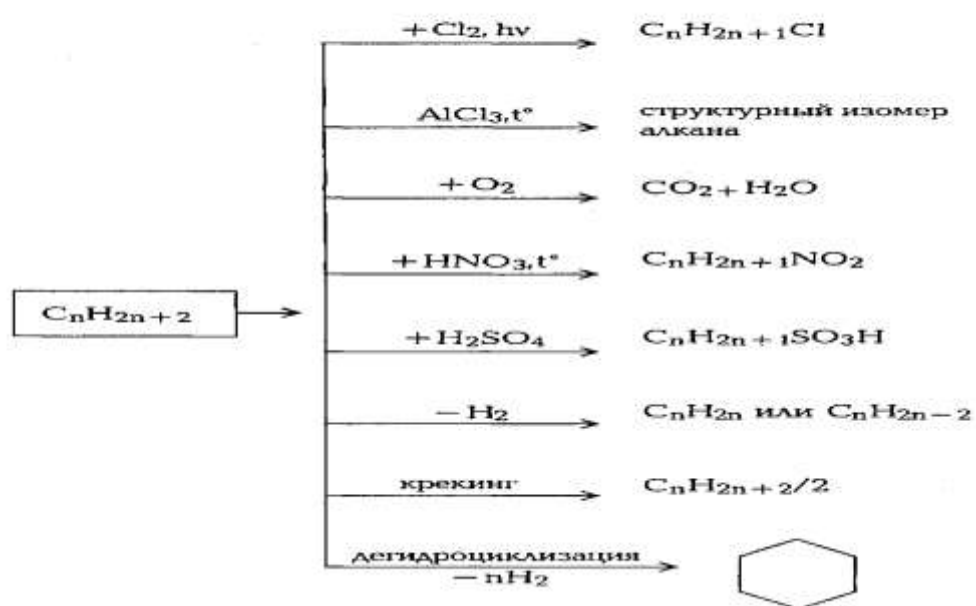 + Cl₂, hν
CₙH₂ₙ₊₁Cl
AlCl₃, t°
структурный изомер
алкана
+ O₂
CO₂ + H₂O
+ HNO₃, t°
CₙH₂ₙ₊₁NO₂
CₙH₂ₙ₊₂
+ H₂SO₄
CₙH₂ₙ₊₁SO₃H
− H₂
CₙH₂ₙ или CₙH₂ₙ₋₂
крекинг
CₙH₂ₙ₊₂/2
дегидроциклизация
− nH₂